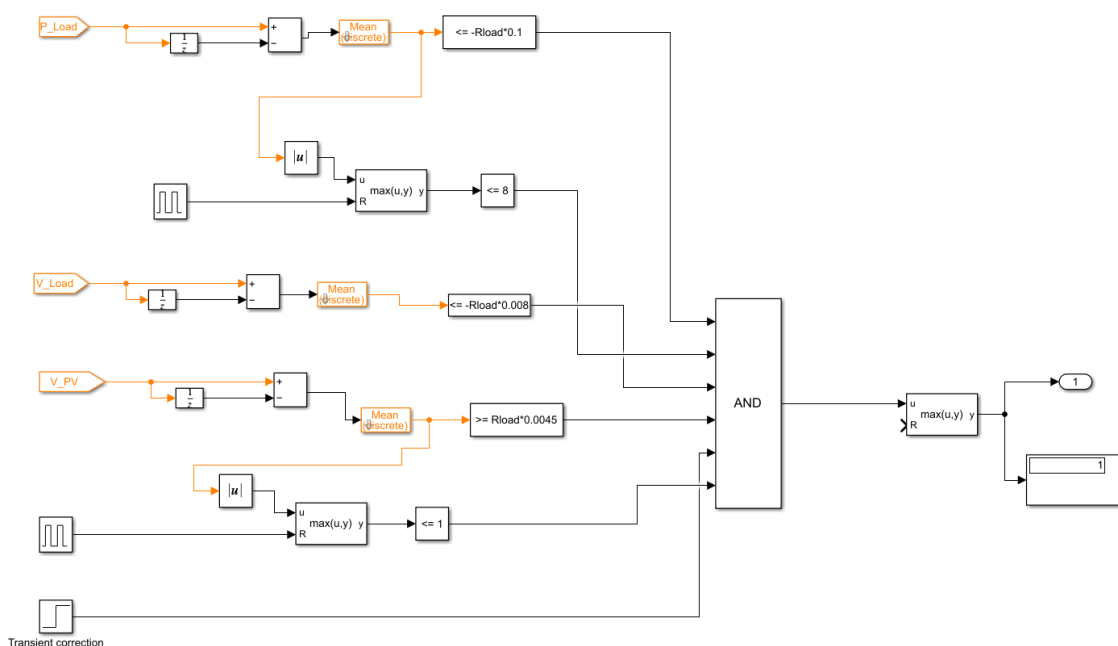 P_Load
+
−
1
z
Mean
(discrete)
<= -Rload*0.1
|u|
u
R
max(u,y)
y
<= 8
V_Load
+
−
1
z
Mean
(discrete)
<= -Rload*0.008
V_PV
+
−
1
z
Mean
(discrete)
>= Rload*0.0045
AND
u
R
max(u,y)
y
1
1
|u|
u
R
max(u,y)
y
<= 1
Transient correction